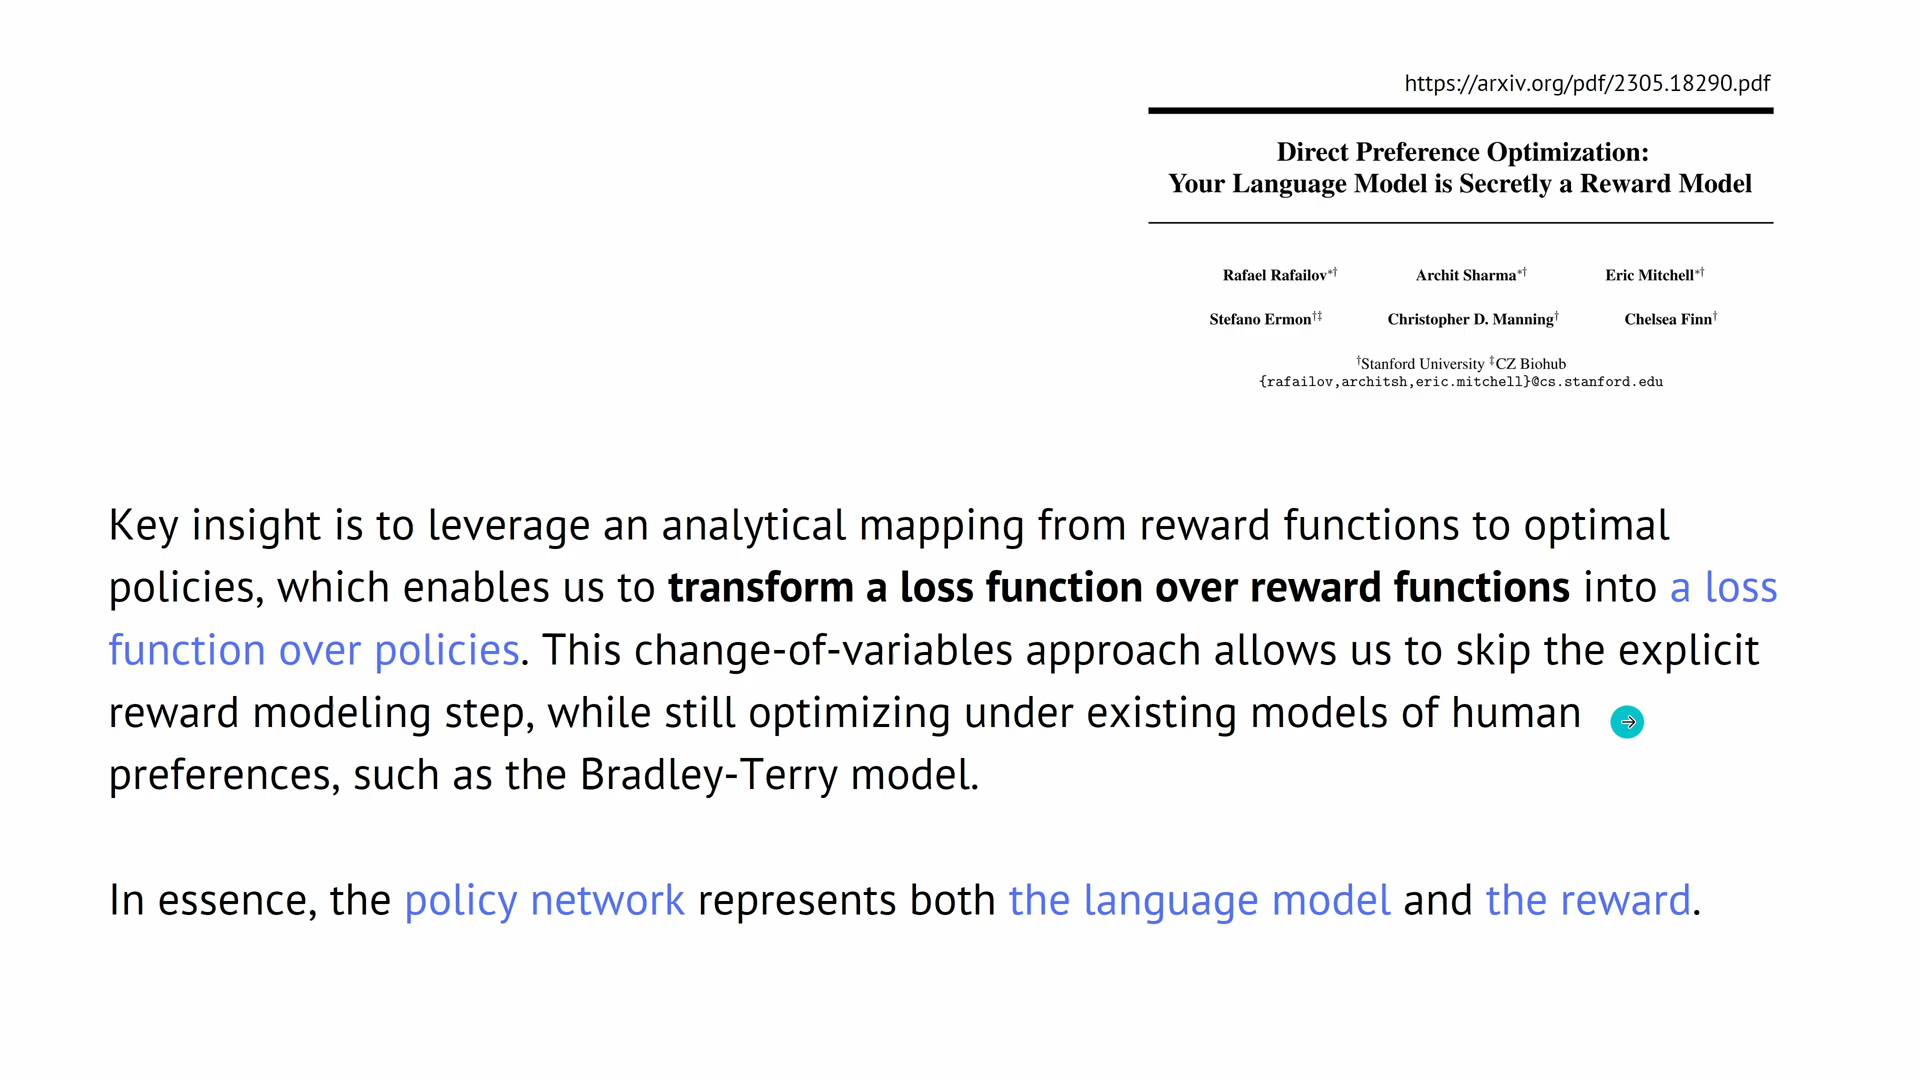 https://arxiv.org/pdf/2305.18290.pdf
Direct Preference Optimization:
Your Language Model is Secretly a Reward Model
Rafael Rafailov*† Archit Sharma*† Eric Mitchell*†
Stefano Ermon†‡ Christopher D. Manning† Chelsea Finn†
†Stanford University ‡CZ Biohub
{rafailov,architsh,eric.mitchell}@cs.stanford.edu
Key insight is to leverage an analytical mapping from reward functions to optimal
policies, which enables us to transform a loss function over reward functions into a loss
function over policies. This change-of-variables approach allows us to skip the explicit
reward modeling step, while still optimizing under existing models of human
preferences, such as the Bradley-Terry model.
In essence, the policy network represents both the language model and the reward.